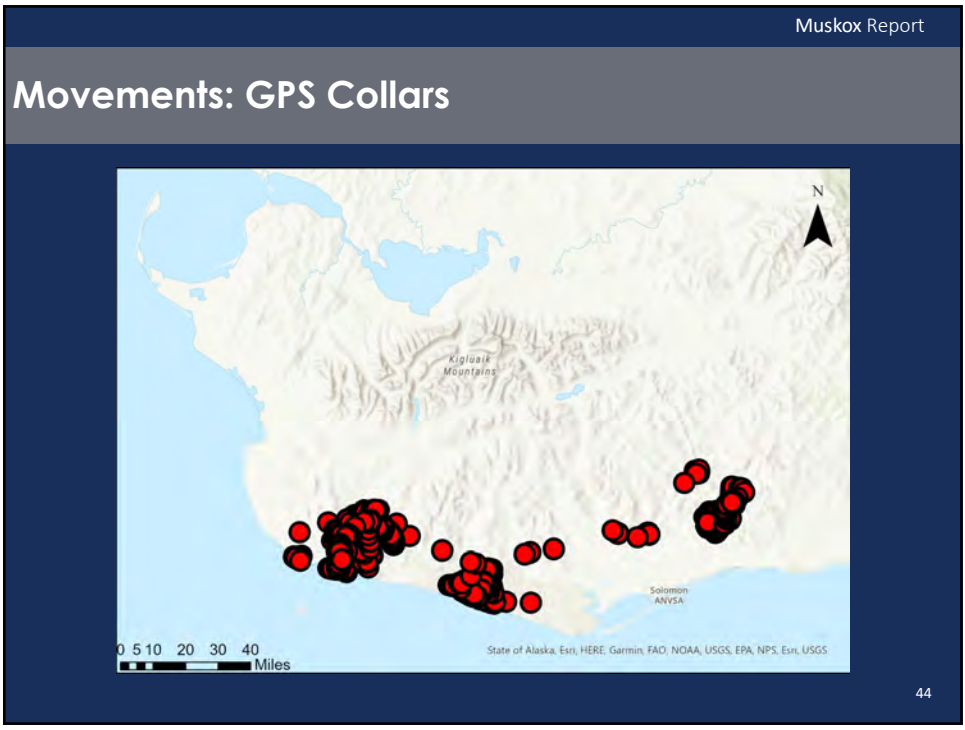 Muskox Report
Movements: GPS Collars
N
Kigluaik
Mountains
Solomon
ANVSA
0 5 10 20 30 40
Miles
State of Alaska, Esri, HERE, Garmin, FAO, NOAA, USGS, EPA, NPS, Esri, USGS
44